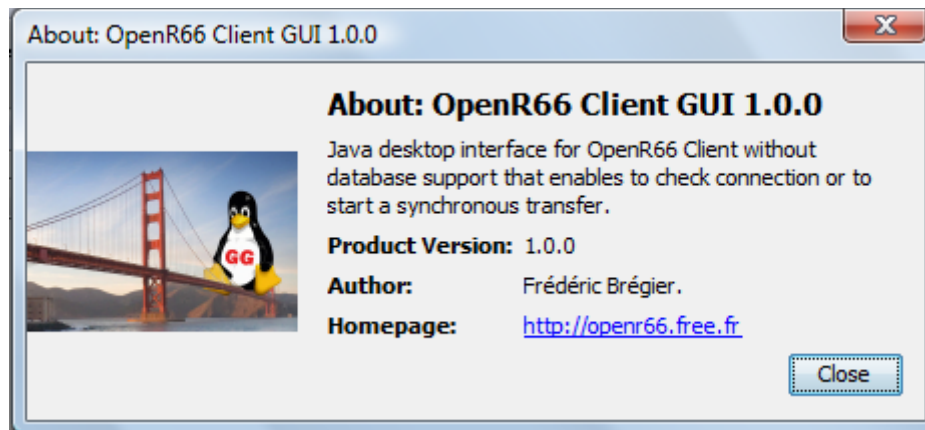 About: OpenR66 Client GUI 1.0.0
About: OpenR66 Client GUI 1.0.0
Java desktop interface for OpenR66 Client without
database support that enables to check connection or to
start a synchronous transfer.
Product Version: 1.0.0
Author: Frédéric Brégier.
Homepage: http://openr66.free.fr
GG
Close